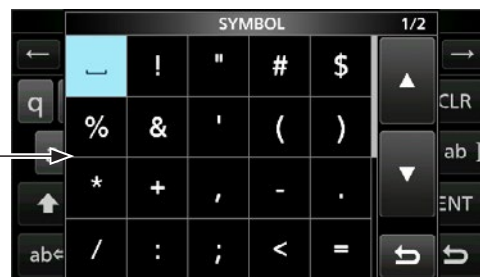 SYMBOL 1/2
← ␣ ! " # $ ▲ →
q CLR
% & ' ( )
ab ]
* + , - . ▼
ENT
ab⇐ / : ; < =